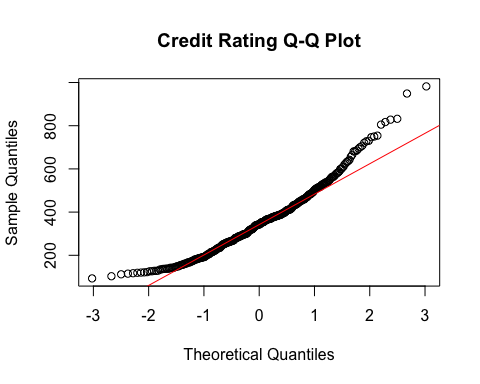 Credit Rating Q-Q Plot
Sample Quantiles
800
600
400
200
-3 -2 -1 0 1 2 3
Theoretical Quantiles